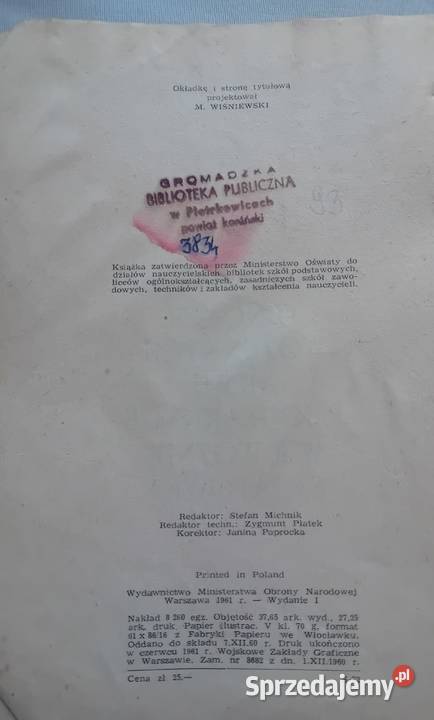 Okładkę i stronę tytułową
projektował
M. WIŚNIEWSKI
GROMADZKA
BIBLIOTEKA PUBLICZNA
w Piotrkowicach
powiat koniński
3834
93
Książka zatwierdzona przez Ministerstwo Oświaty do
działów nauczycielskich bibliotek szkół podstawowych,
liceów ogólnokształcących, zasadniczych szkół zawo-
dowych, techników i zakładów kształcenia nauczycieli.
Redaktor: Stefan Michnik
Redaktor techn.: Zygmunt Piątek
Korektor: Janina Paprocka
Printed in Poland
Wydawnictwo Ministerstwa Obrony Narodowej
Warszawa 1961 r. — Wydanie I
Nakład 8 260 egz. Objętość 37,65 ark. wyd., 27,25
ark. druk. Papier ilustrac. V kl. 70 g, format
61 x 86/16 z Fabryki Papieru we Włocławku.
Oddano do składu 7.XII.60 r. Druk ukończono
w czerwcu 1961 r. Wojskowe Zakłady Graficzne
w Warszawie. Zam. nr 8682 z dn. 1.XII.1960 r.
Cena zł 25.—
Sprzedajemy.pl